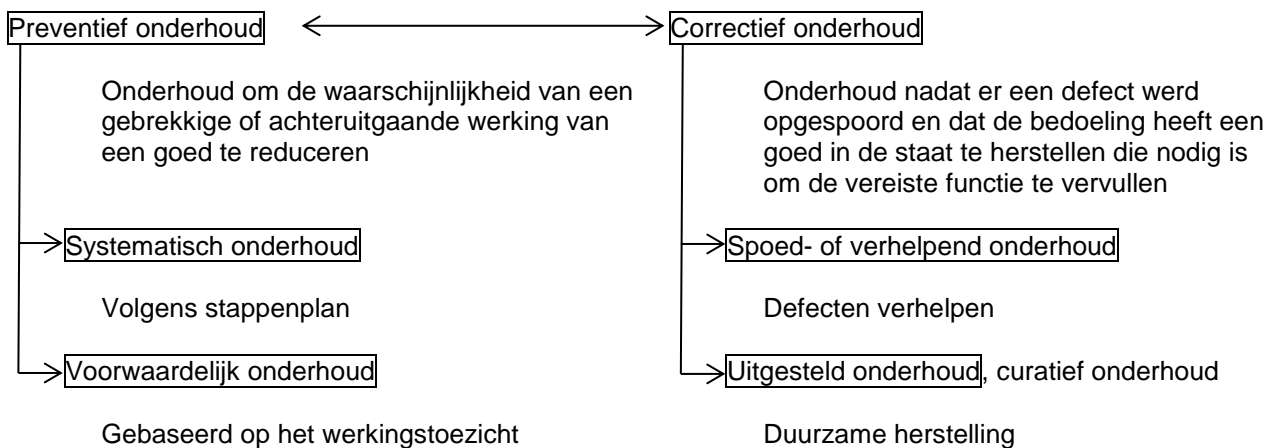 Preventief onderhoud
Onderhoud om de waarschijnlijkheid van een
gebrekkige of achteruitgaande werking van
een goed te reduceren
Systematisch onderhoud
Volgens stappenplan
Voorwaardelijk onderhoud
Gebaseerd op het werkingstoezicht
Correctief onderhoud
Onderhoud nadat er een defect werd
opgespoord en dat de bedoeling heeft een
goed in de staat te herstellen die nodig is
om de vereiste functie te vervullen
Spoed- of verhelpend onderhoud
Defecten verhelpen
Uitgesteld onderhoud, curatief onderhoud
Duurzame herstelling